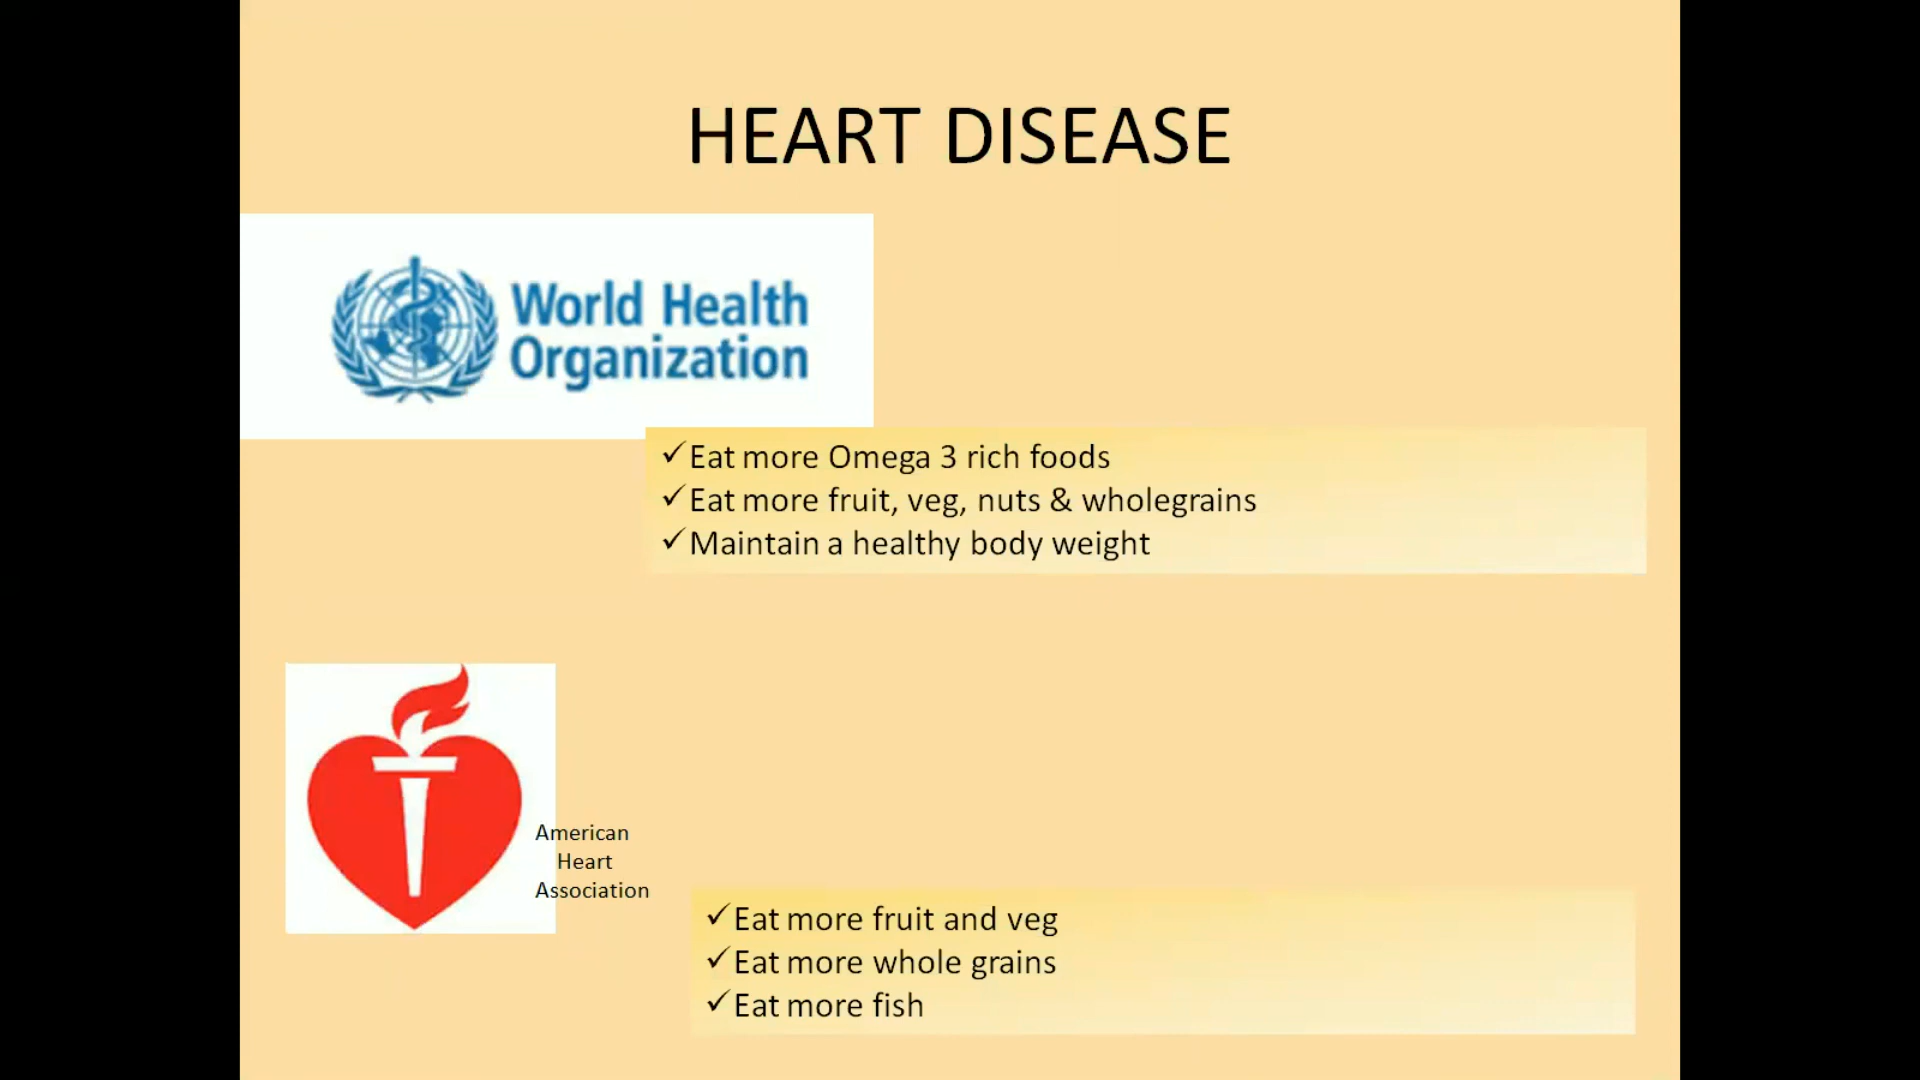 HEART DISEASE
World Health
Organization
✓Eat more Omega 3 rich foods
✓Eat more fruit, veg, nuts & wholegrains
✓Maintain a healthy body weight
American
Heart
Association
✓Eat more fruit and veg
✓Eat more whole grains
✓Eat more fish